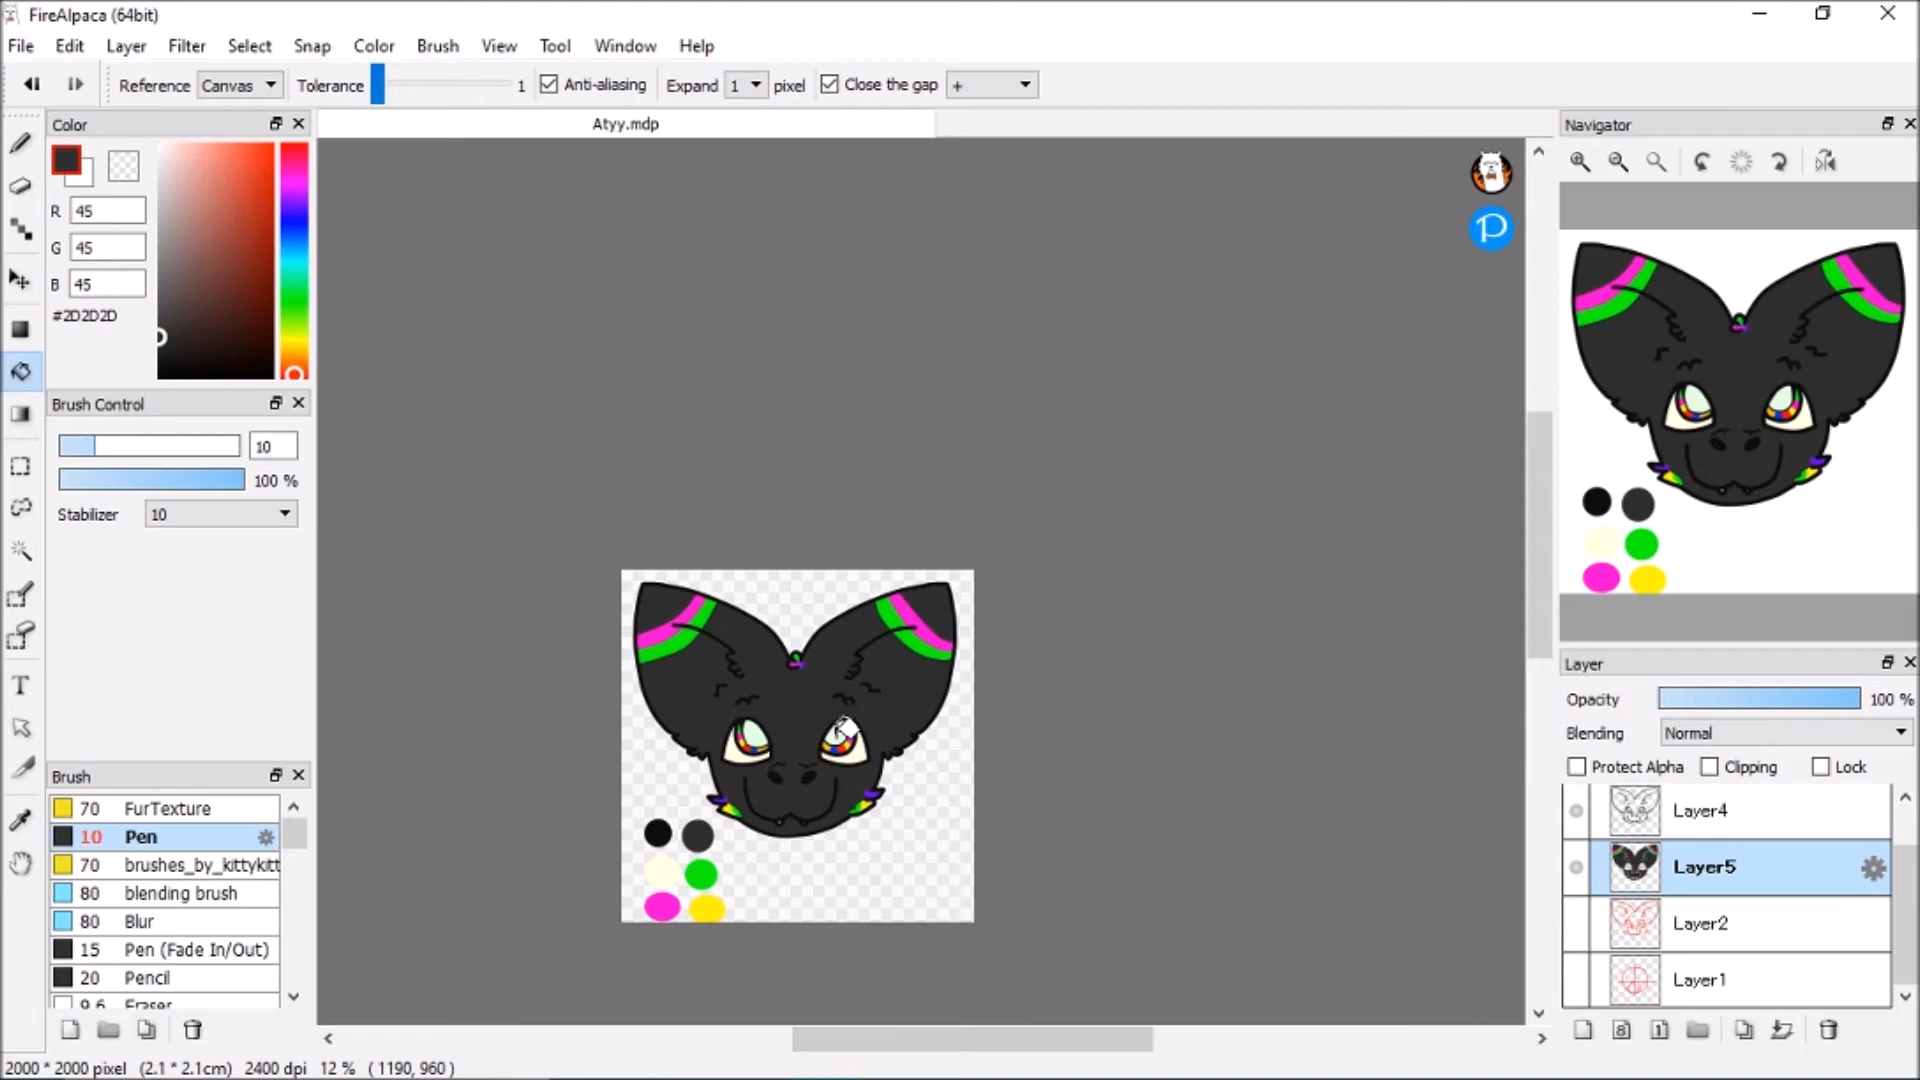 FireAlpaca (64bit)
File Edit Layer Filter Select Snap Color Brush View Tool Window Help
Reference Canvas Tolerance 1 Anti-aliasing Expand 1 pixel Close the gap +
Color
Atyy.mdp
Navigator
R 45
G 45
B 45
#2D2D2D
P
Brush Control
10
100 %
Stabilizer 10
Brush
70 FurTexture
10 Pen
70 brushes_by_kittykitt
80 blending brush
80 Blur
15 Pen (Fade In/Out)
20 Pencil
9.6 Eraser
Layer
Opacity 100 %
Blending Normal
Protect Alpha Clipping Lock
Layer4
Layer5
Layer2
Layer1
8 1
T
2000 * 2000 pixel (2.1 * 2.1cm) 2400 dpi 12 % ( 1190, 960 )